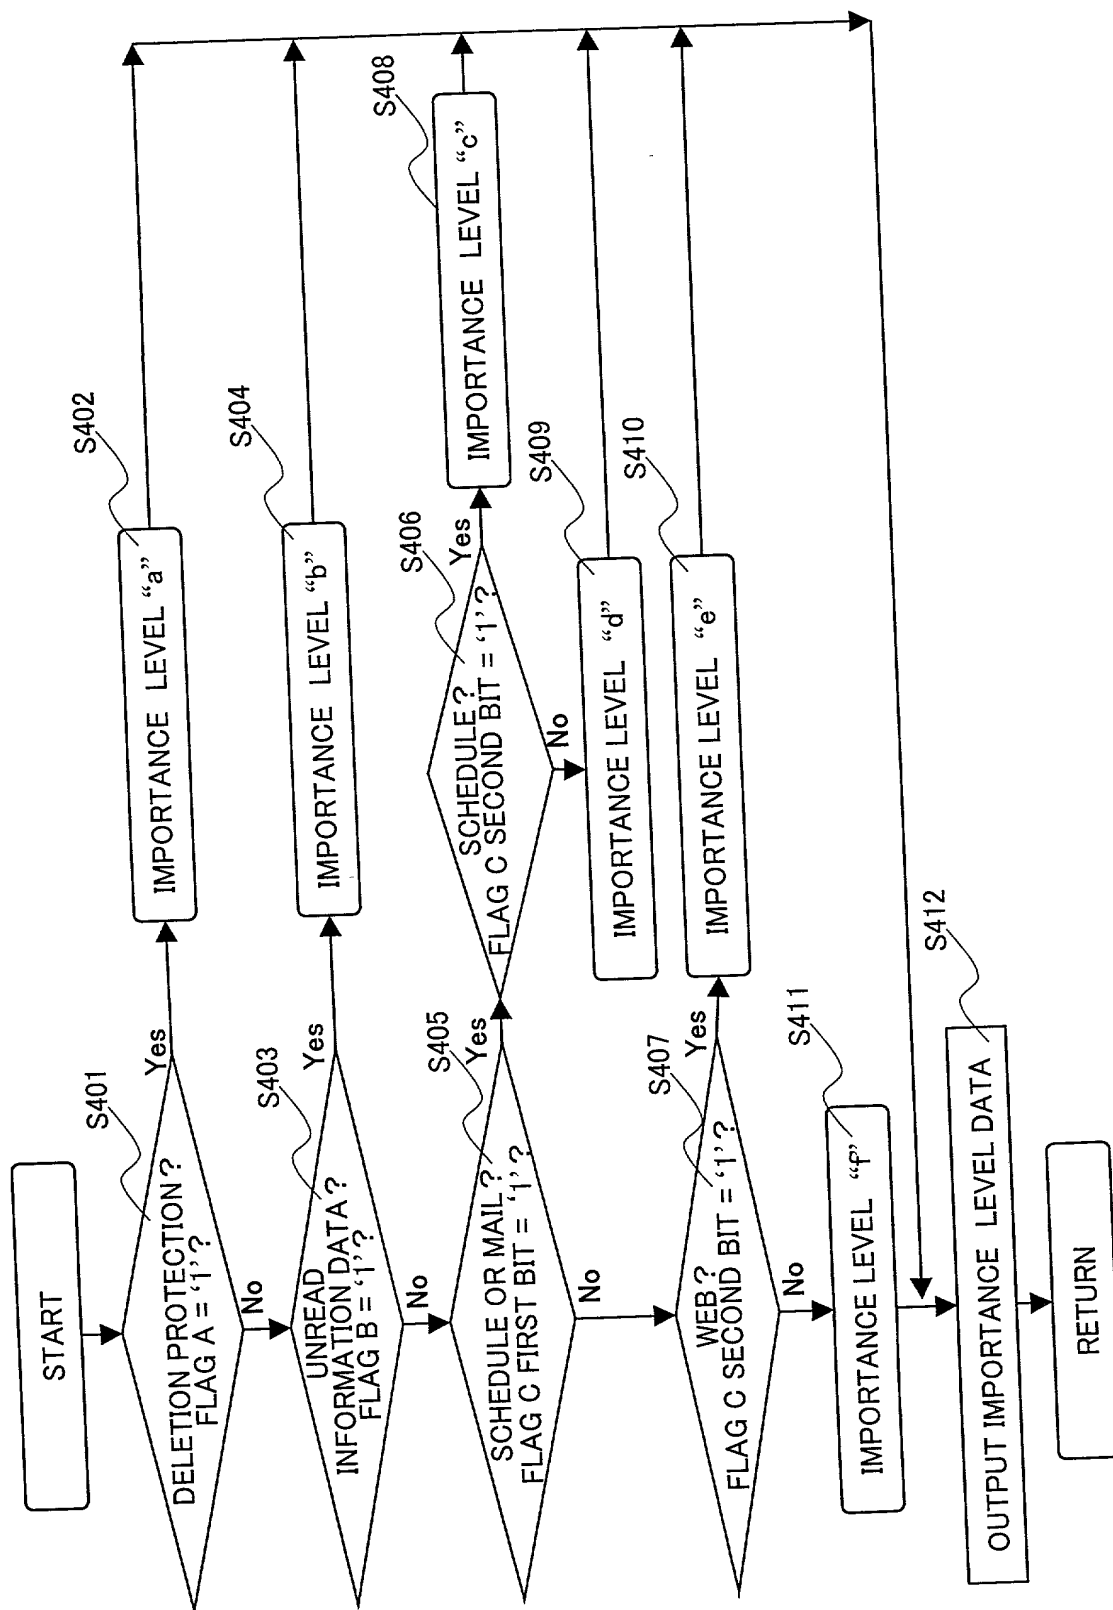 START
S401
DELETION PROTECTION?
FLAG A = '1'?
Yes
S402
IMPORTANCE LEVEL "a"
No
S403
UNREAD
INFORMATION DATA?
FLAG B = '1'?
Yes
S404
IMPORTANCE LEVEL "b"
No
S405
SCHEDULE OR MAIL?
FLAG C FIRST BIT = '1'?
Yes
S406
SCHEDULE?
FLAG C SECOND BIT = '1'?
Yes
S408
IMPORTANCE LEVEL "c"
No
S409
IMPORTANCE LEVEL "d"
No
S407
WEB?
FLAG C SECOND BIT = '1'?
Yes
S410
IMPORTANCE LEVEL "e"
No
S411
IMPORTANCE LEVEL "f"
S412
OUTPUT IMPORTANCE LEVEL DATA
RETURN